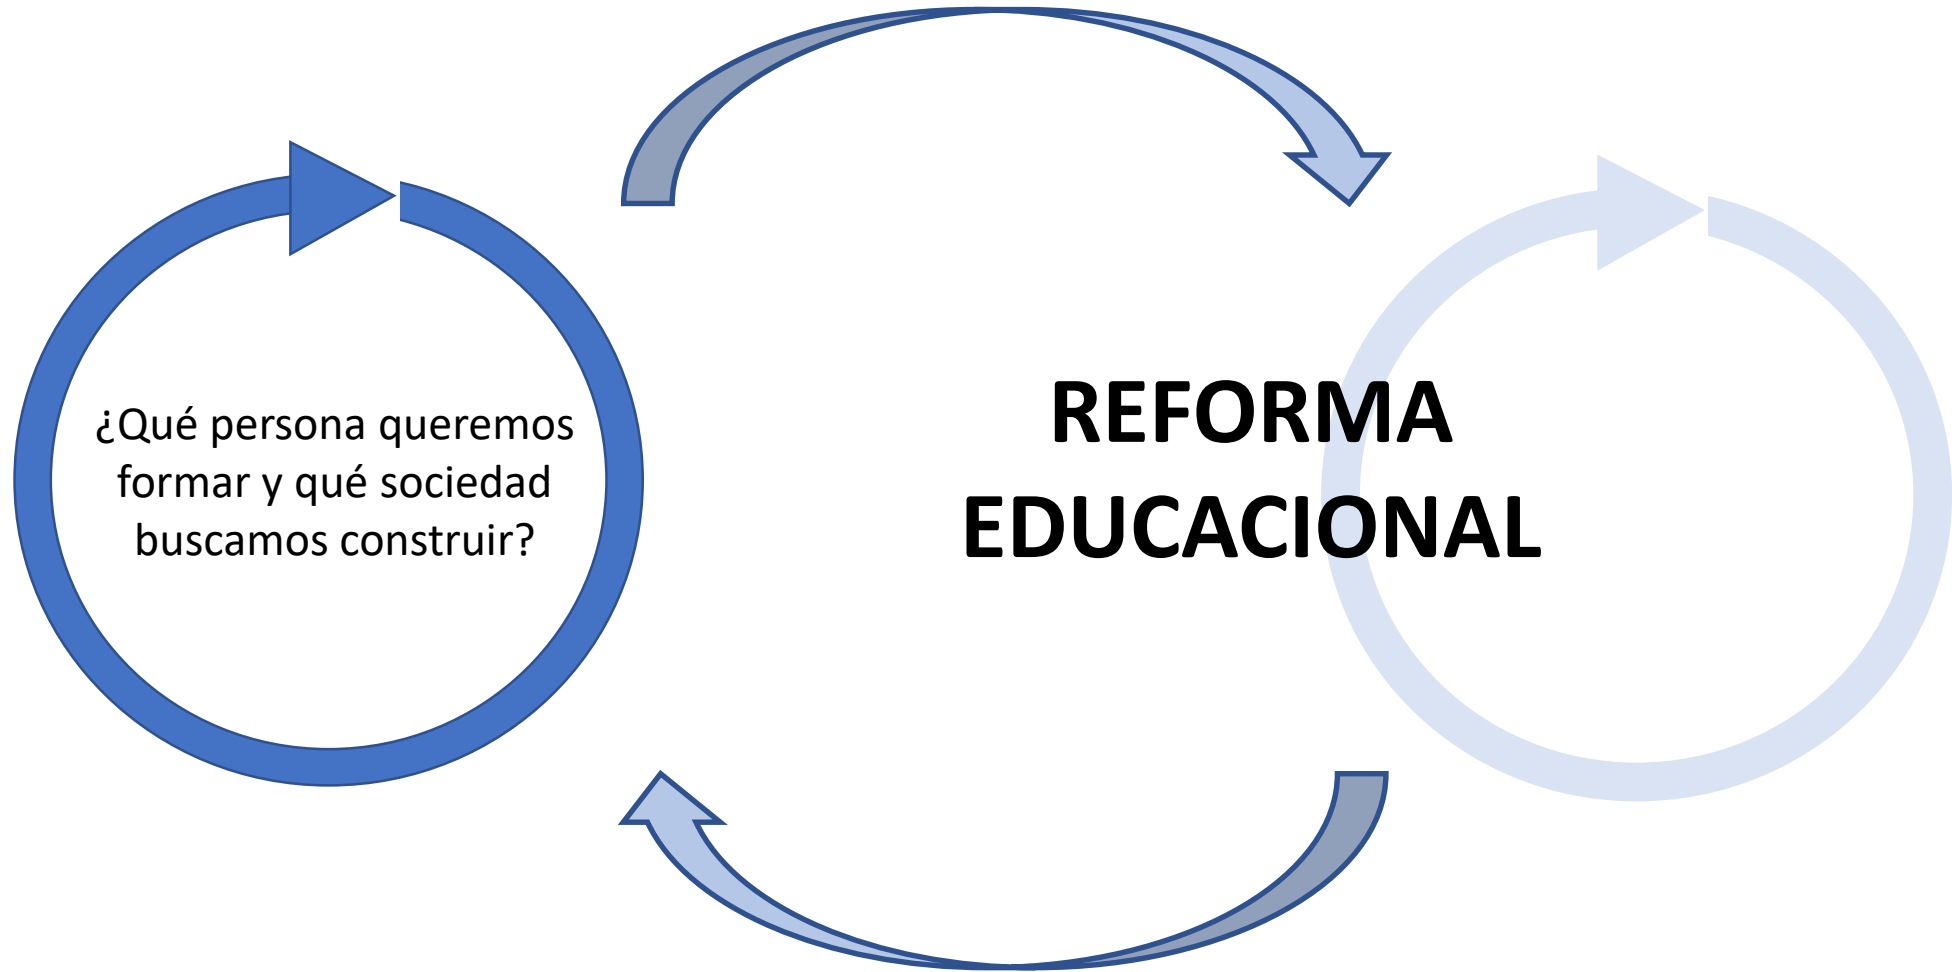 ¿Qué persona queremos
formar y qué sociedad
buscamos construir?
REFORMA
EDUCACIONAL